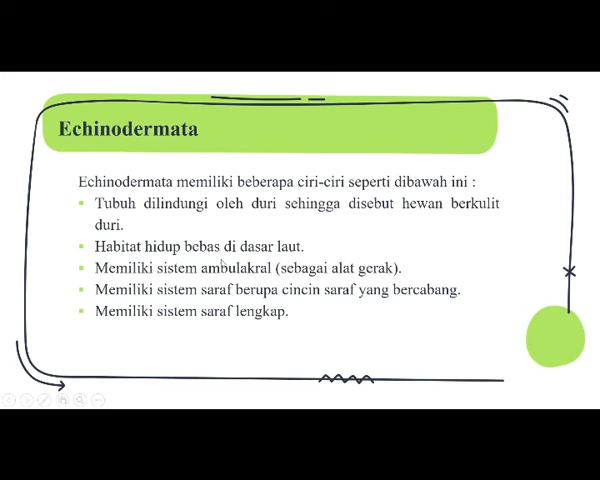 Echinodermata
Echinodermata memiliki beberapa ciri-ciri seperti dibawah ini :
Tubuh dilindungi oleh duri sehingga disebut hewan berkulit
duri.
Habitat hidup bebas di dasar laut.
Memiliki sistem ambulakral (sebagai alat gerak).
Memiliki sistem saraf berupa cincin saraf yang bercabang.
Memiliki sistem saraf lengkap.